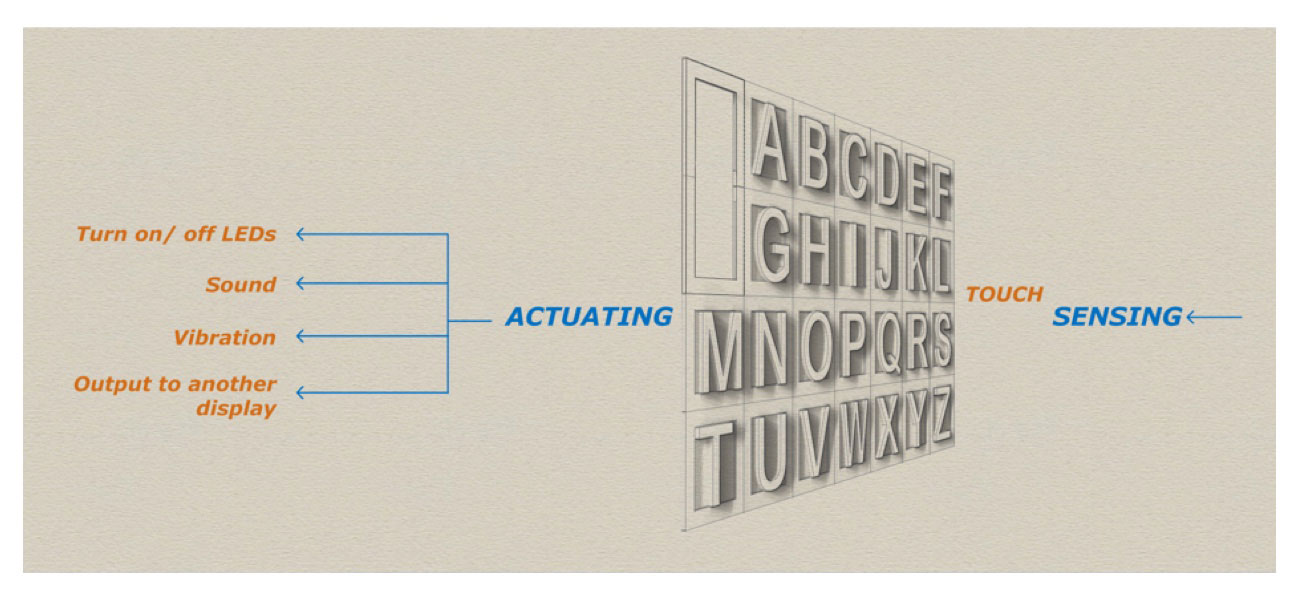 Turn on/ off LEDs
Sound
Vibration
Output to another
display
ACTUATING
A B C D E F
G H I J K L
M N O P Q R S
T U V W X Y Z
TOUCH
SENSING